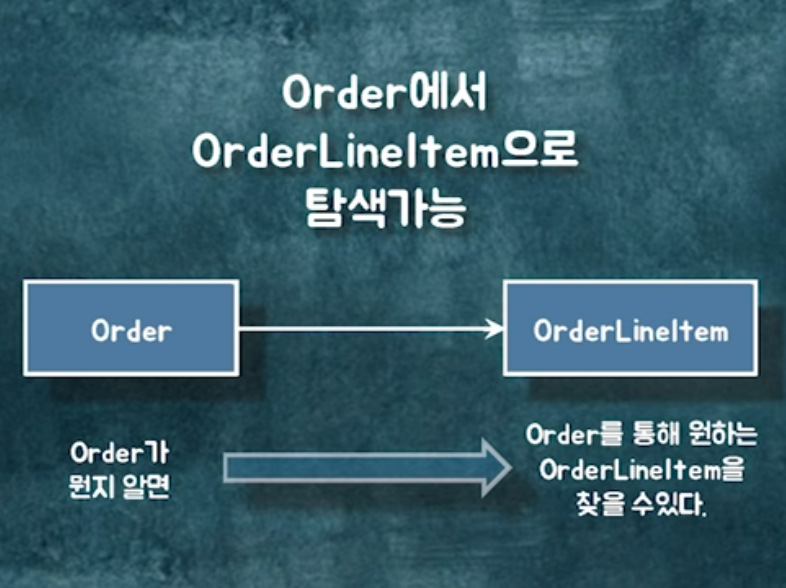 Order에서
OrderLineItem으로
탐색가능
Order
OrderLineItem
Order가
뭔지 알면
Order를 통해 원하는
OrderLineItem을
찾을 수있다.